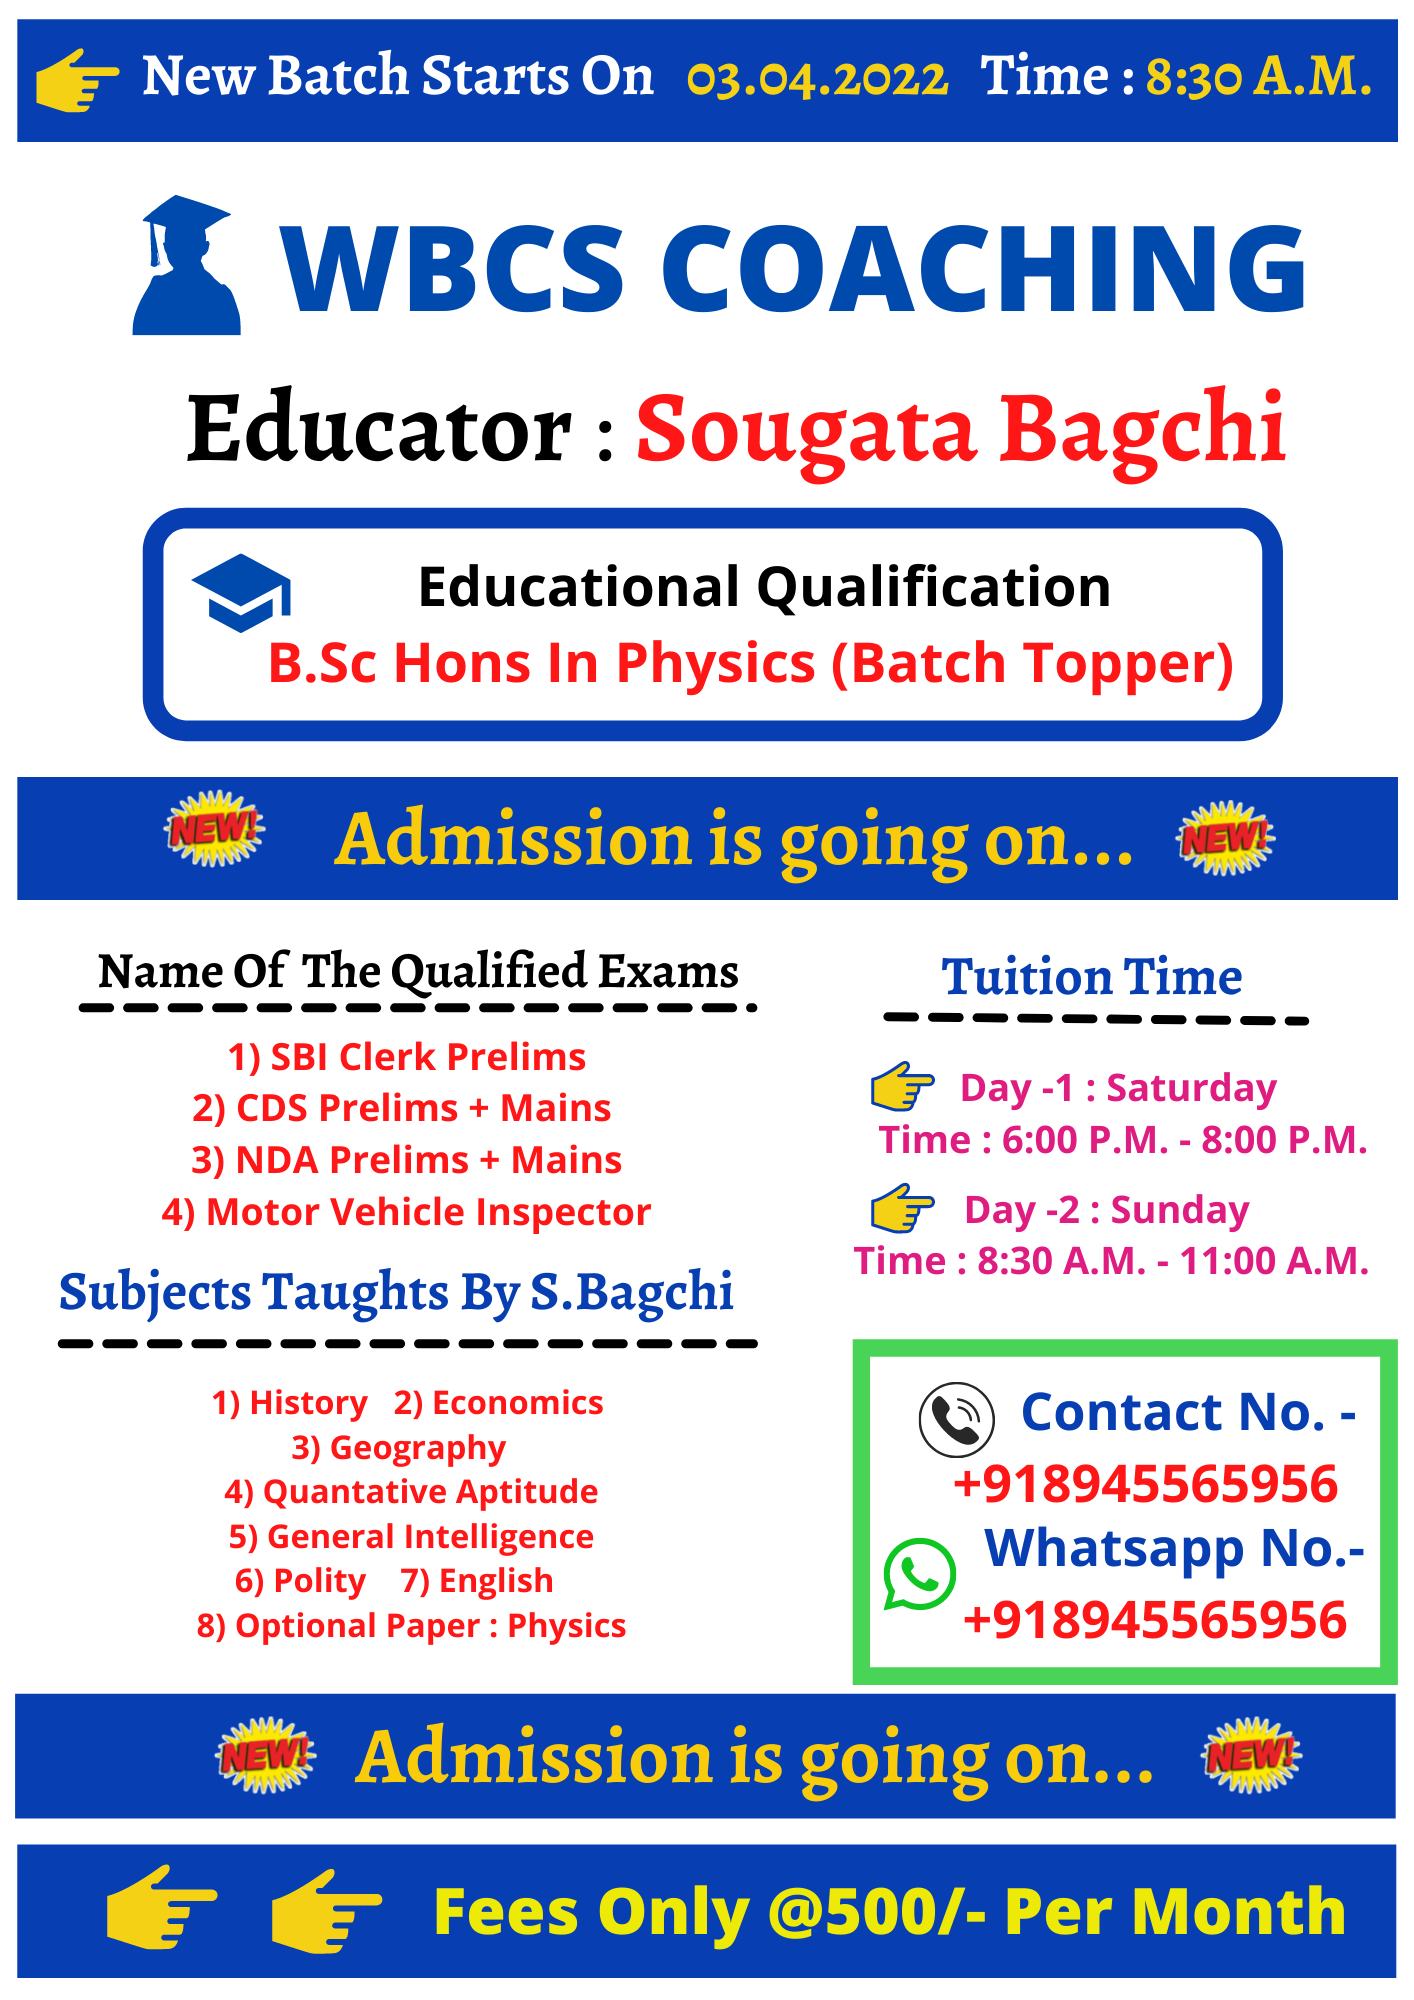 New Batch Starts On 03.04.2022 Time : 8:30 A.M.
WBCS COACHING
Educator : Sougata Bagchi
Educational Qualification
B.Sc Hons In Physics (Batch Topper)
NEW! Admission is going on... NEW!
Name Of The Qualified Exams
1) SBI Clerk Prelims
2) CDS Prelims + Mains
3) NDA Prelims + Mains
4) Motor Vehicle Inspector
Subjects Taughts By S.Bagchi
1) History 2) Economics
3) Geography
4) Quantative Aptitude
5) General Intelligence
6) Polity 7) English
8) Optional Paper : Physics
Tuition Time
Day -1 : Saturday
Time : 6:00 P.M. - 8:00 P.M.
Day -2 : Sunday
Time : 8:30 A.M. - 11:00 A.M.
Contact No. -
+918945565956
Whatsapp No.-
+918945565956
NEW! Admission is going on... NEW!
Fees Only @500/- Per Month